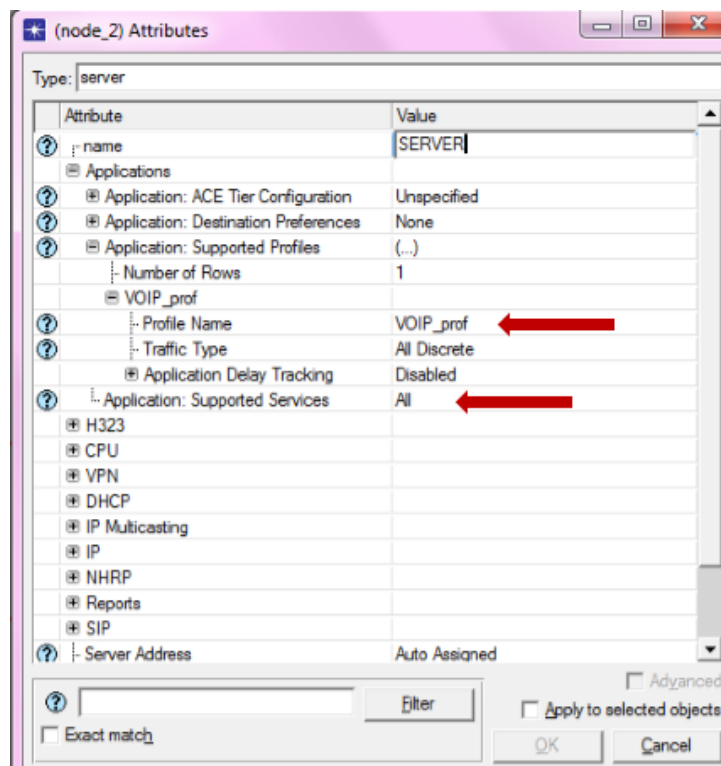 (node_2) Attributes
Type: server
Attribute Value
name SERVER
Applications
Application: ACE Tier Configuration Unspecified
Application: Destination Preferences None
Application: Supported Profiles (...)
Number of Rows 1
VOIP_prof
Profile Name VOIP_prof
Traffic Type All Discrete
Application Delay Tracking Disabled
Application: Supported Services All
H323
CPU
VPN
DHCP
IP Multicasting
IP
NHRP
Reports
SIP
Server Address Auto Assigned
Advanced
Filter
Apply to selected objects
Exact match
OK Cancel